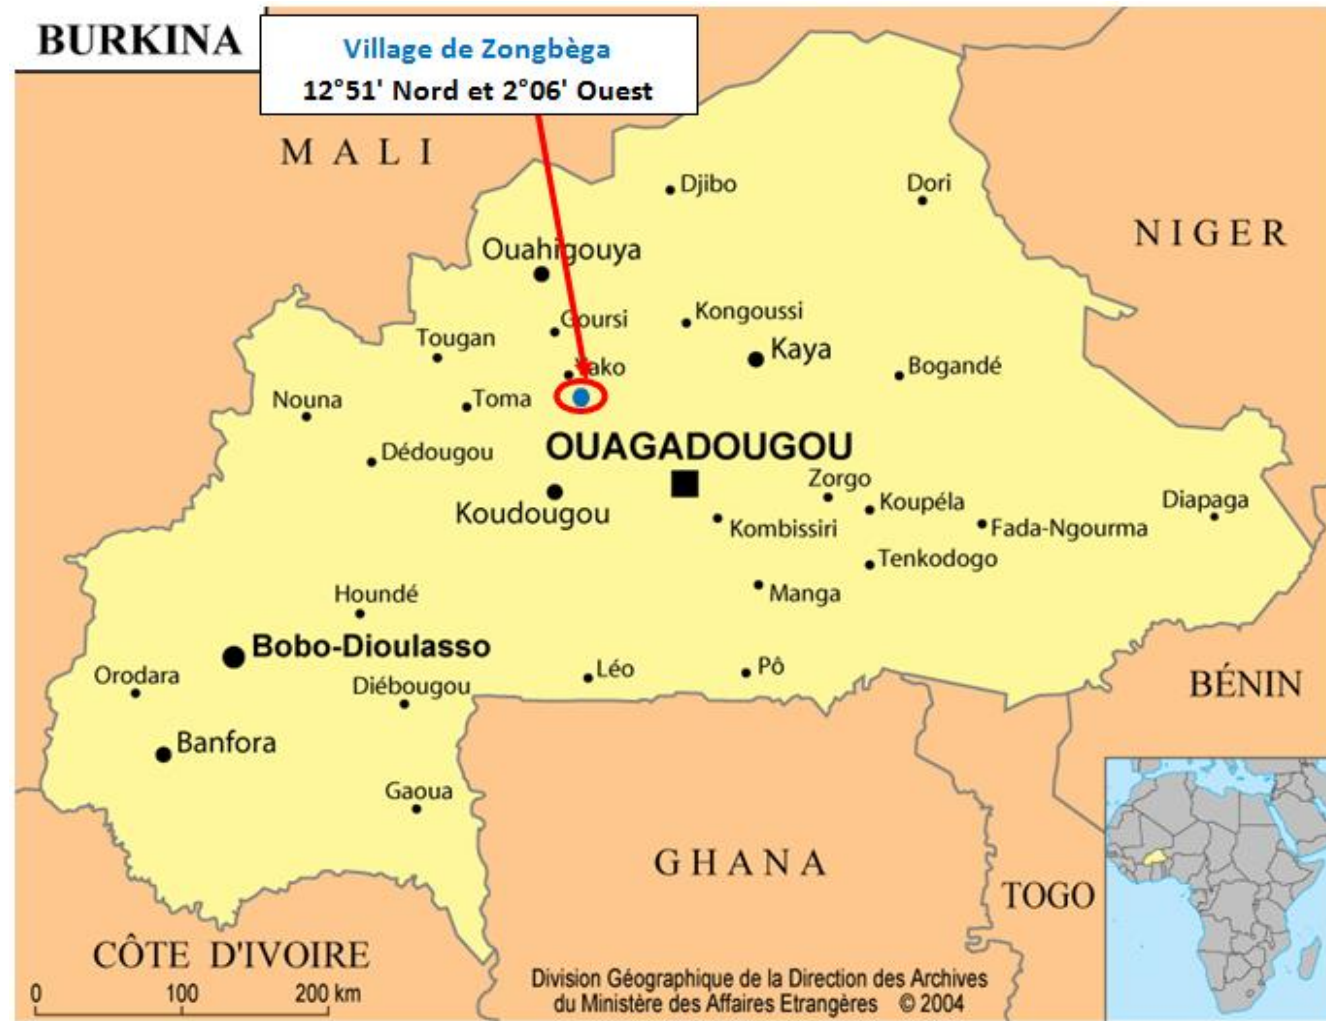 BURKINA
Village de Zongbèga
12°51' Nord et 2°06' Ouest
MALI
Djibo
Dori
NIGER
Ouahigouya
Goursi
Kongoussi
Tougan
Kaya
Yako
Bogandé
Nouna
Toma
OUAGADOUGOU
Dédougou
Zorgo
Koupéla
Diapaga
Koudougou
Kombissiri
Fada-Ngourma
Tenkodogo
Manga
Houndé
Bobo-Dioulasso
Léo
Pô
Orodara
Diébougou
BÉNIN
Banfora
Gaoua
GHANA
TOGO
CÔTE D'IVOIRE
Division Géographique de la Direction des Archives
du Ministère des Affaires Etrangères © 2004
0 100 200 km